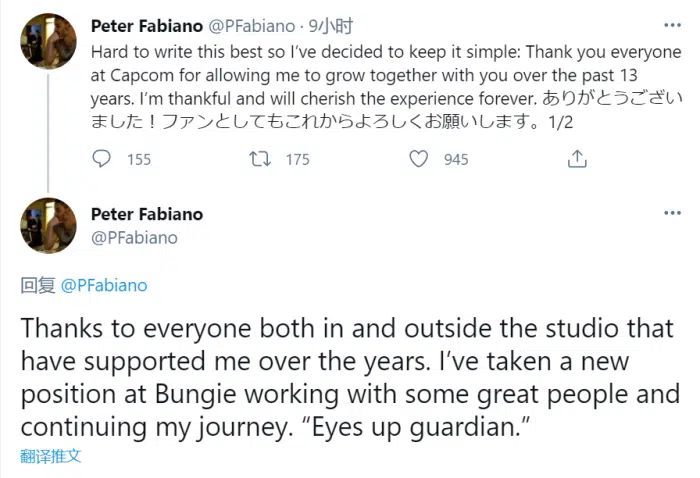 Peter Fabiano @PFabiano · 9小时
Hard to write this best so I've decided to keep it simple: Thank you everyone
at Capcom for allowing me to grow together with you over the past 13
years. I'm thankful and will cherish the experience forever. ありがとうござい
ました！ファンとしてもこれからよろしくお願いします。1/2
155 175 945
Peter Fabiano
@PFabiano
回复 @PFabiano
Thanks to everyone both in and outside the studio that
have supported me over the years. I've taken a new
position at Bungie working with some great people and
continuing my journey. “Eyes up guardian.”
翻译推文